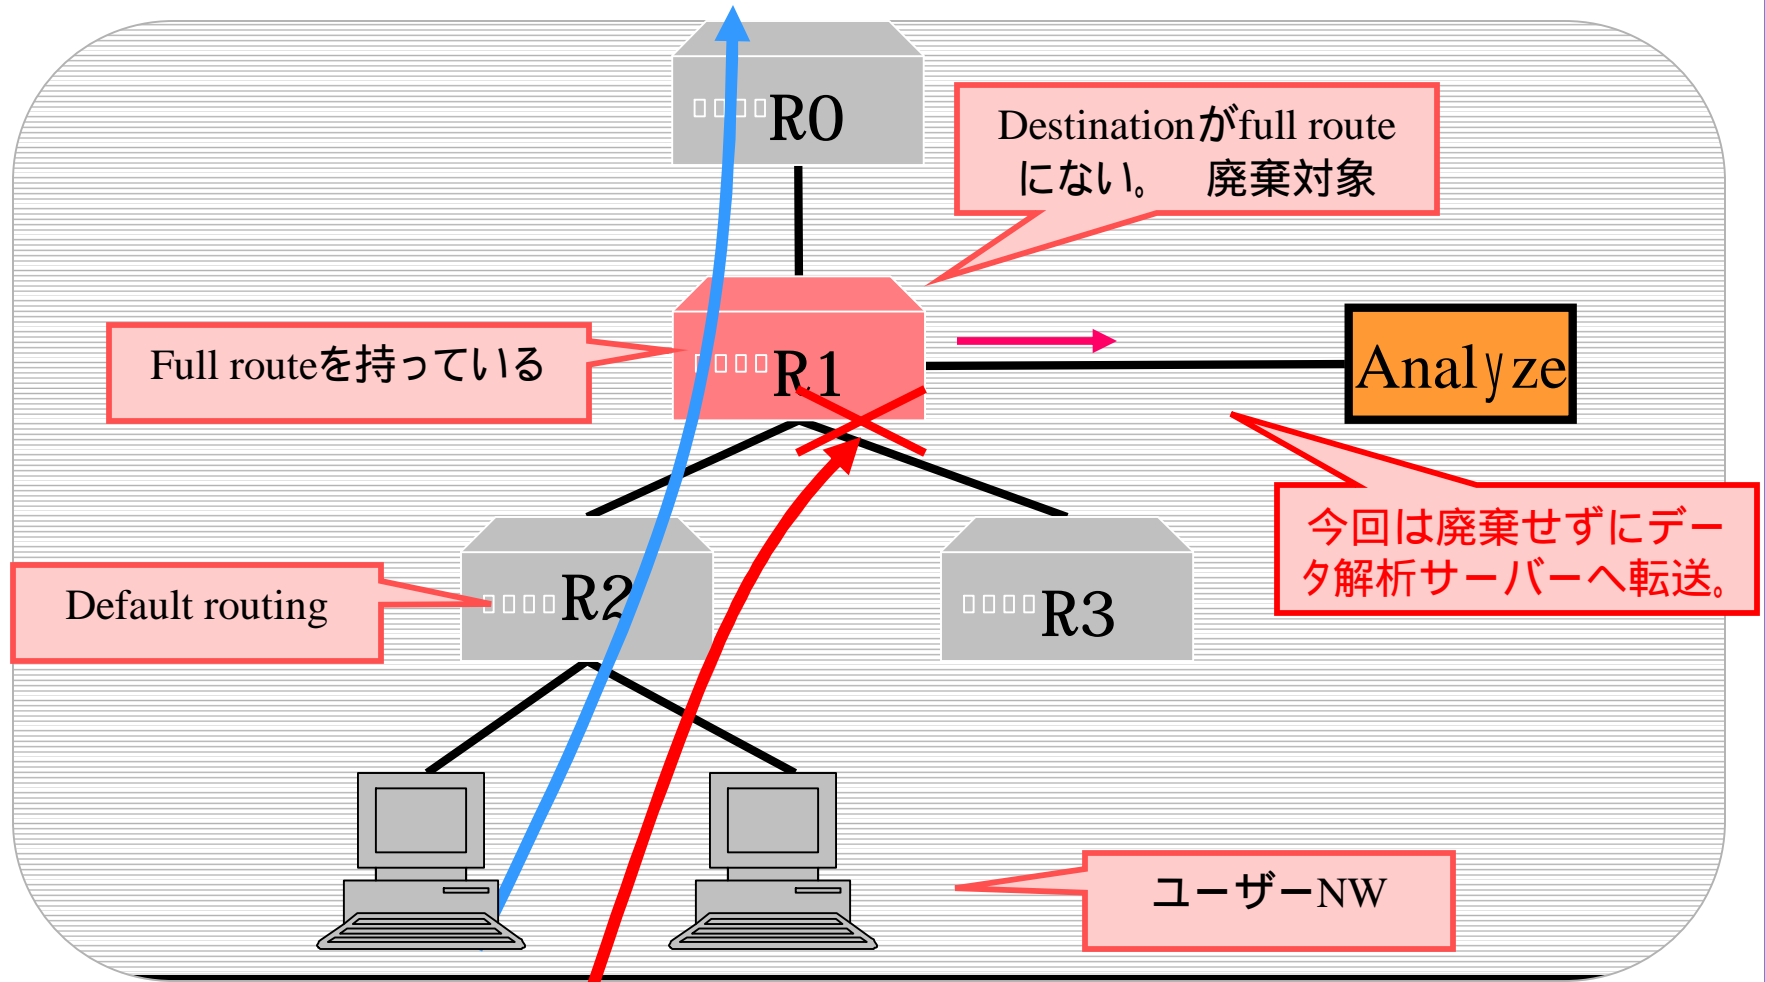 R0
Destinationがfull route
にない。　廃棄対象
Full routeを持っている
R1
Analyze
今回は廃棄せずにデー
タ解析サーバーへ転送。
Default routing
R2
R3
ユーザーNW